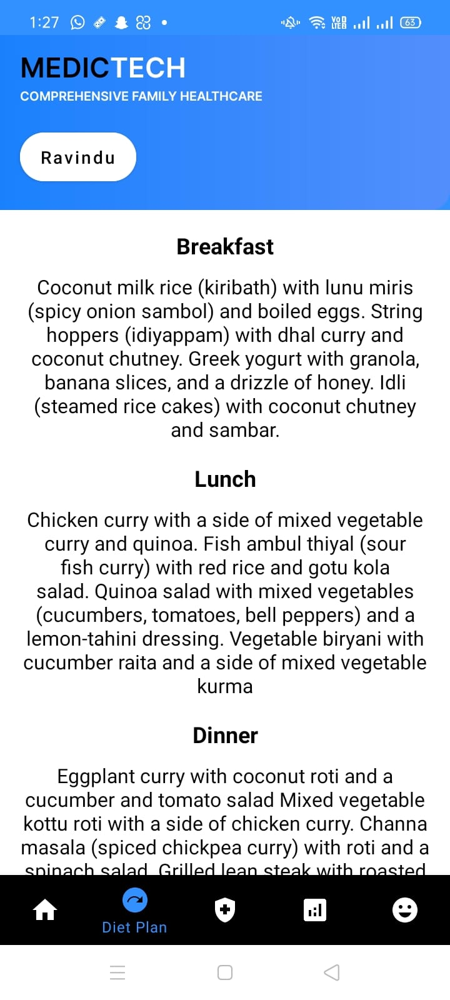 1:27
VoD
LTE2
63
MEDICTECH
COMPREHENSIVE FAMILY HEALTHCARE
Ravindu
Breakfast
Coconut milk rice (kiribath) with lunu miris
(spicy onion sambol) and boiled eggs. String
hoppers (idiyappam) with dhal curry and
coconut chutney. Greek yogurt with granola,
banana slices, and a drizzle of honey. Idli
(steamed rice cakes) with coconut chutney
and sambar.
Lunch
Chicken curry with a side of mixed vegetable
curry and quinoa. Fish ambul thiyal (sour
fish curry) with red rice and gotu kola
salad. Quinoa salad with mixed vegetables
(cucumbers, tomatoes, bell peppers) and a
lemon-tahini dressing. Vegetable biryani with
cucumber raita and a side of mixed vegetable
kurma
Dinner
Eggplant curry with coconut roti and a
cucumber and tomato salad Mixed vegetable
kottu roti with a side of chicken curry. Channa
masala (spiced chickpea curry) with roti and a
spinach salad. Grilled lean steak with roasted
Diet Plan